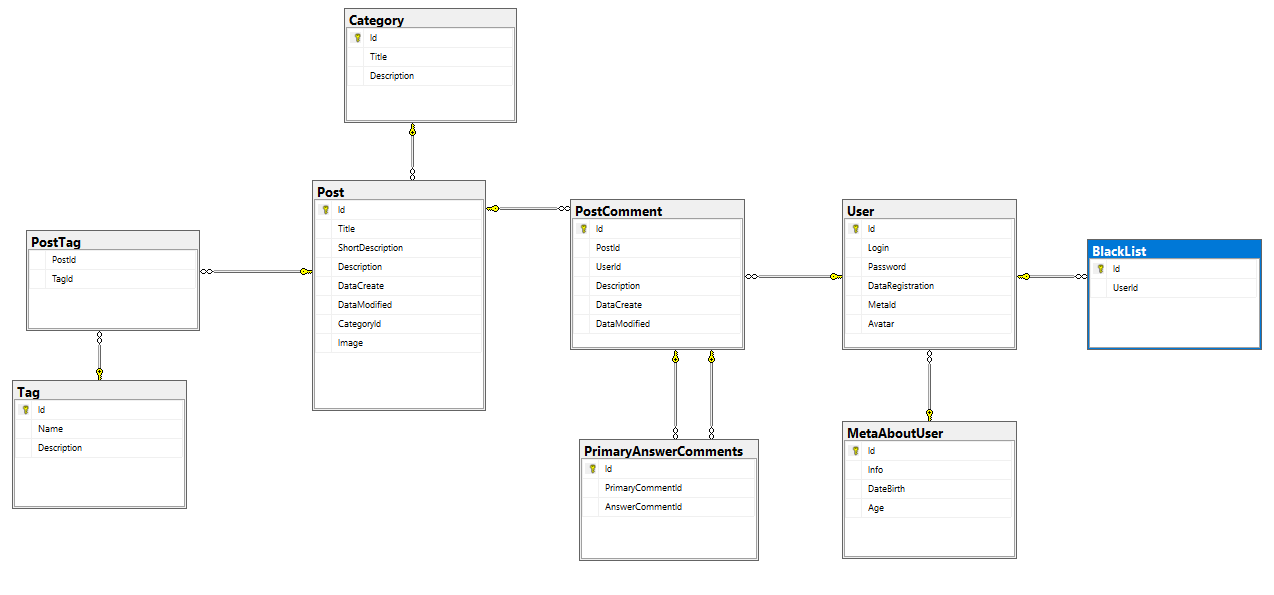 Category
Id
Title
Description
Post
Id
Title
ShortDescription
Description
DataCreate
DataModified
CategoryId
Image
PostComment
Id
PostId
UserId
Description
DataCreate
DataModified
User
Id
Login
Password
DataRegistration
MetaId
Avatar
BlackList
Id
UserId
PostTag
PostId
TagId
Tag
Id
Name
Description
PrimaryAnswerComments
Id
PrimaryCommentId
AnswerCommentId
MetaAboutUser
Id
Info
DateBirth
Age